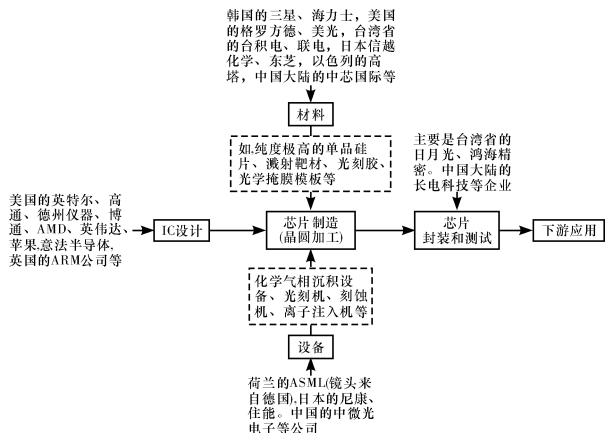 韩国的三星、海力士，美国
的格罗方德、美光，台湾省
的台积电、联电，日本信越
化学、东芝，以色列的高
塔，中国大陆的中芯国际等
材料
如,纯度极高的单晶硅
片、溅射靶材、光刻胶、
光学掩膜模板等
主要是台湾省的
日月光、鸿海精
密。中国大陆的
长电科技等企业
美国的英特尔、高
通、德州仪器、博
通、AMD、英伟达、
苹果,意法半导体,
英国的ARM公司等
IC设计
芯片制造
(晶圆加工)
芯片
封装和测试
下游应用
化学气相沉积设
备、光刻机、刻蚀
机、离子注入机等
设备
荷兰的ASML(镜头来
自德国),日本的尼康、
住能。中国的中微光
电子等公司